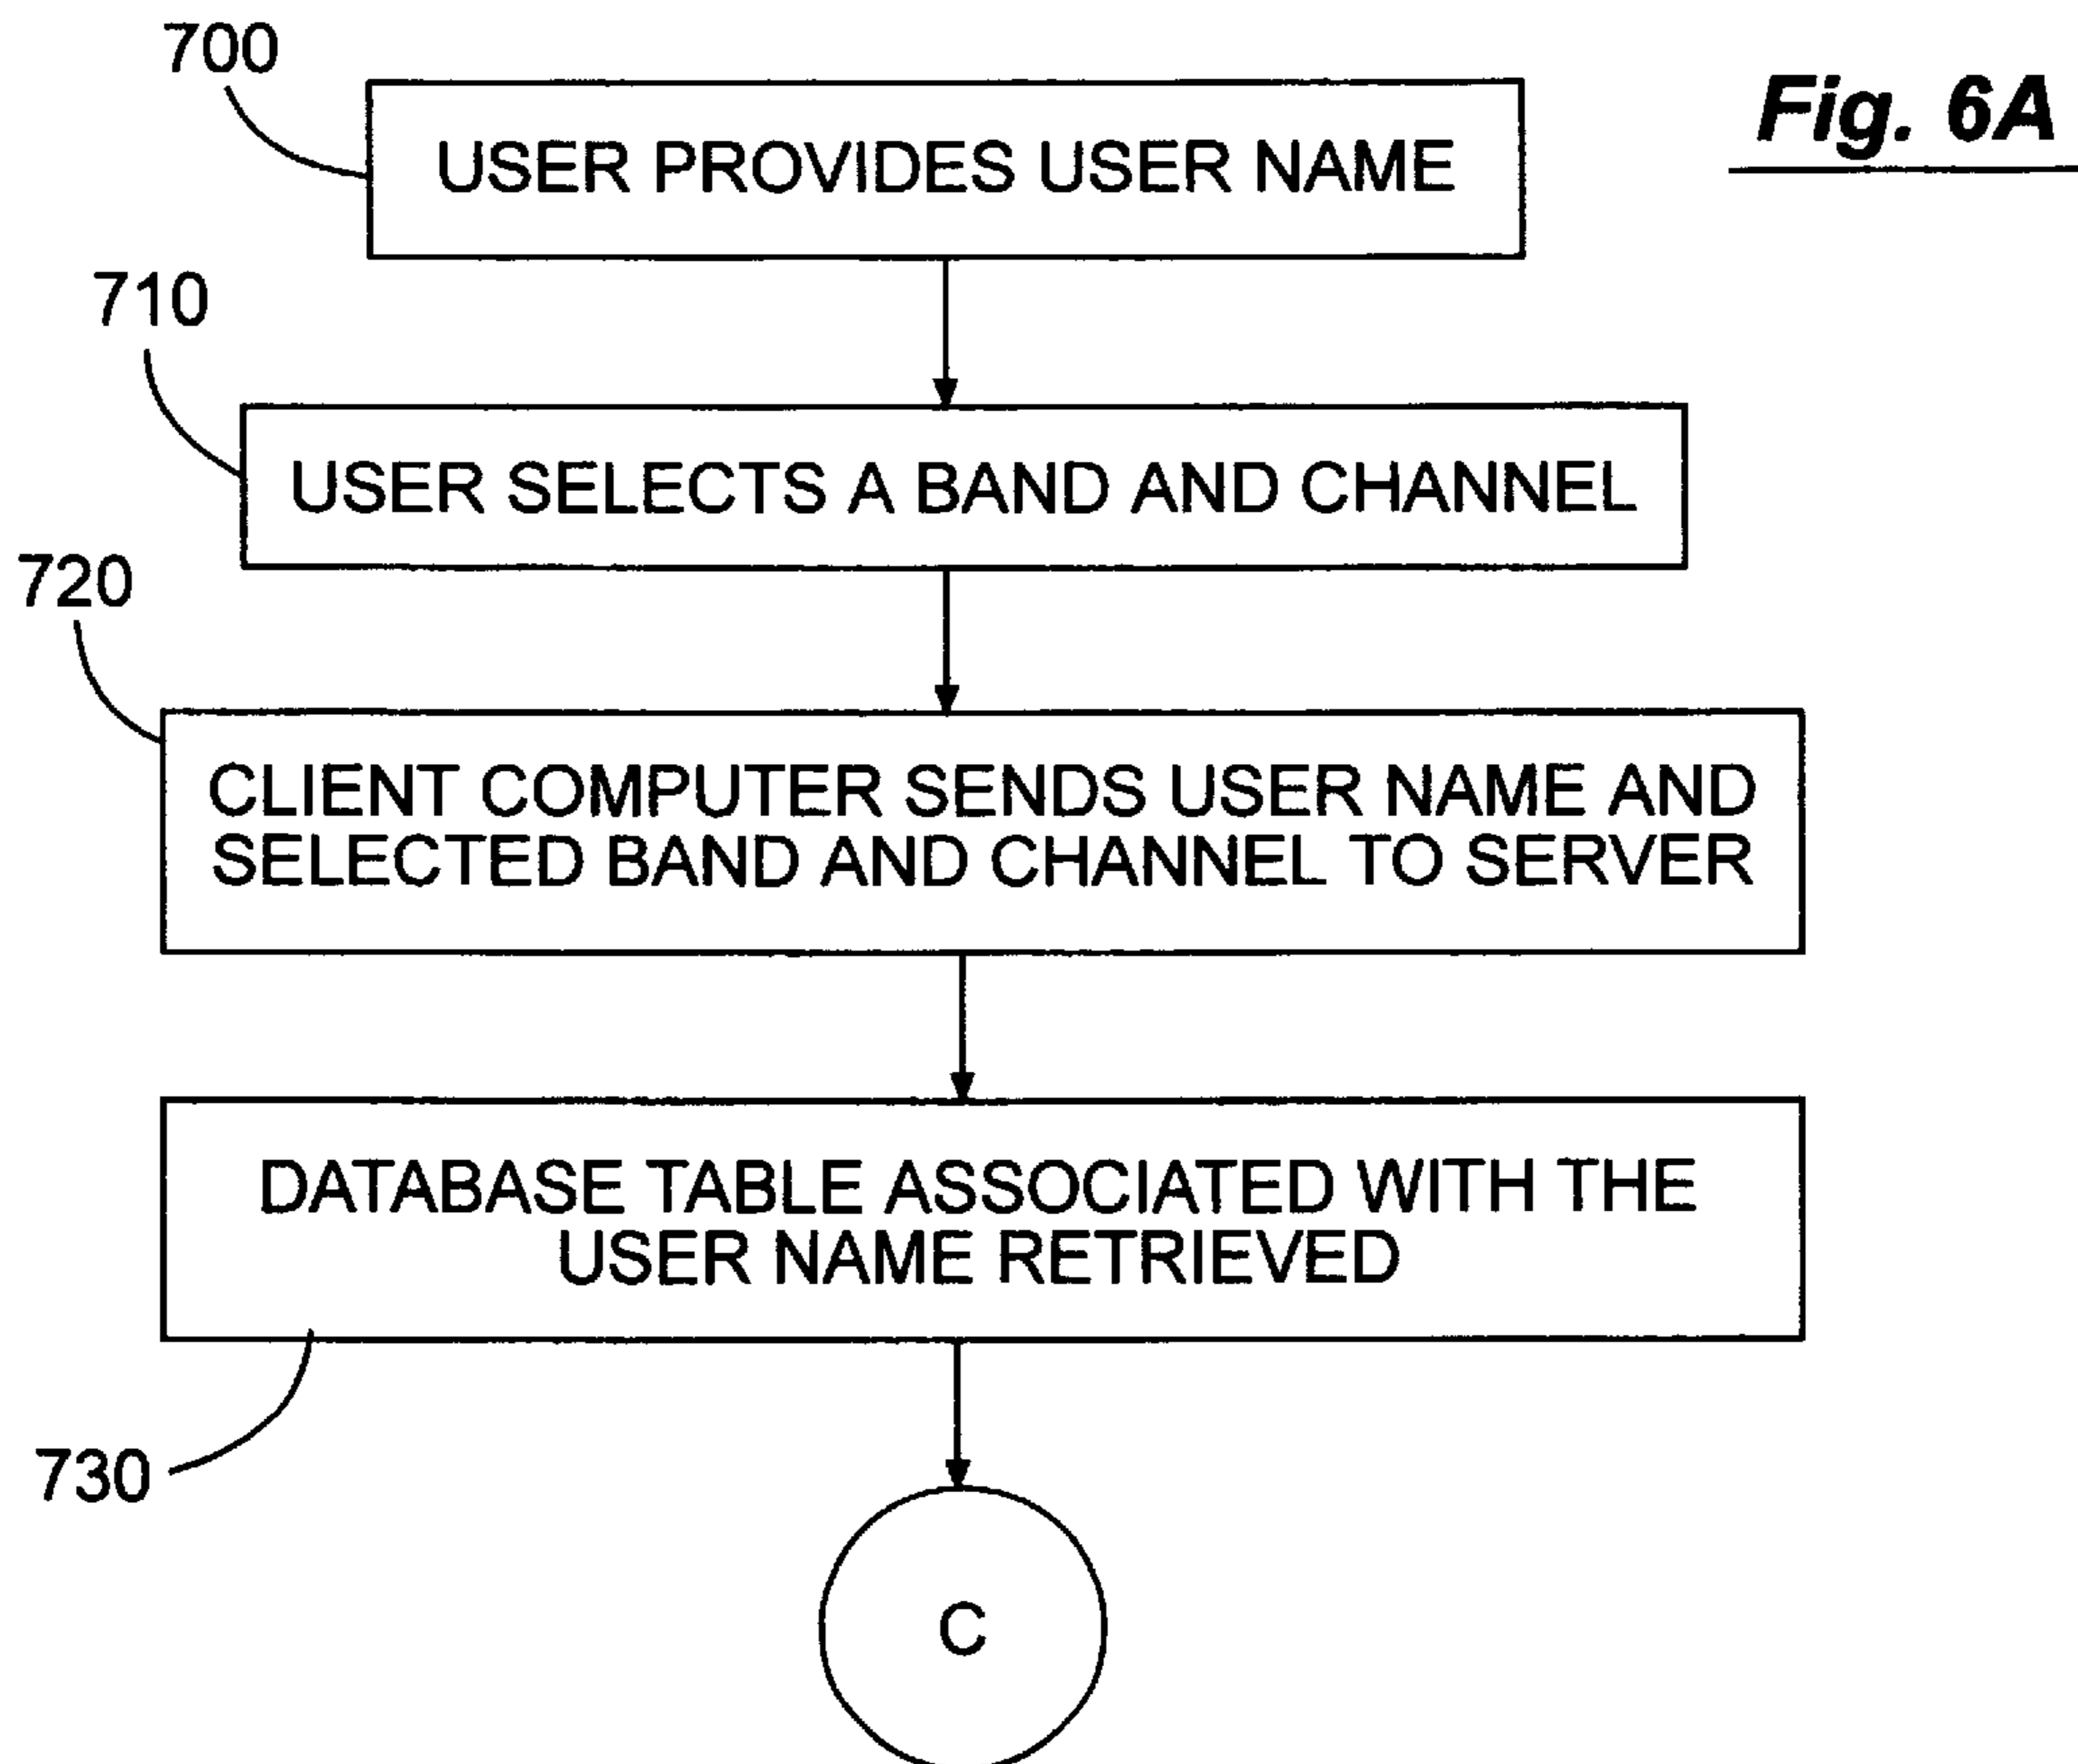 700
Fig. 6A
USER PROVIDES USER NAME
710
USER SELECTS A BAND AND CHANNEL
720
CLIENT COMPUTER SENDS USER NAME AND
SELECTED BAND AND CHANNEL TO SERVER
DATABASE TABLE ASSOCIATED WITH THE
USER NAME RETRIEVED
730
C